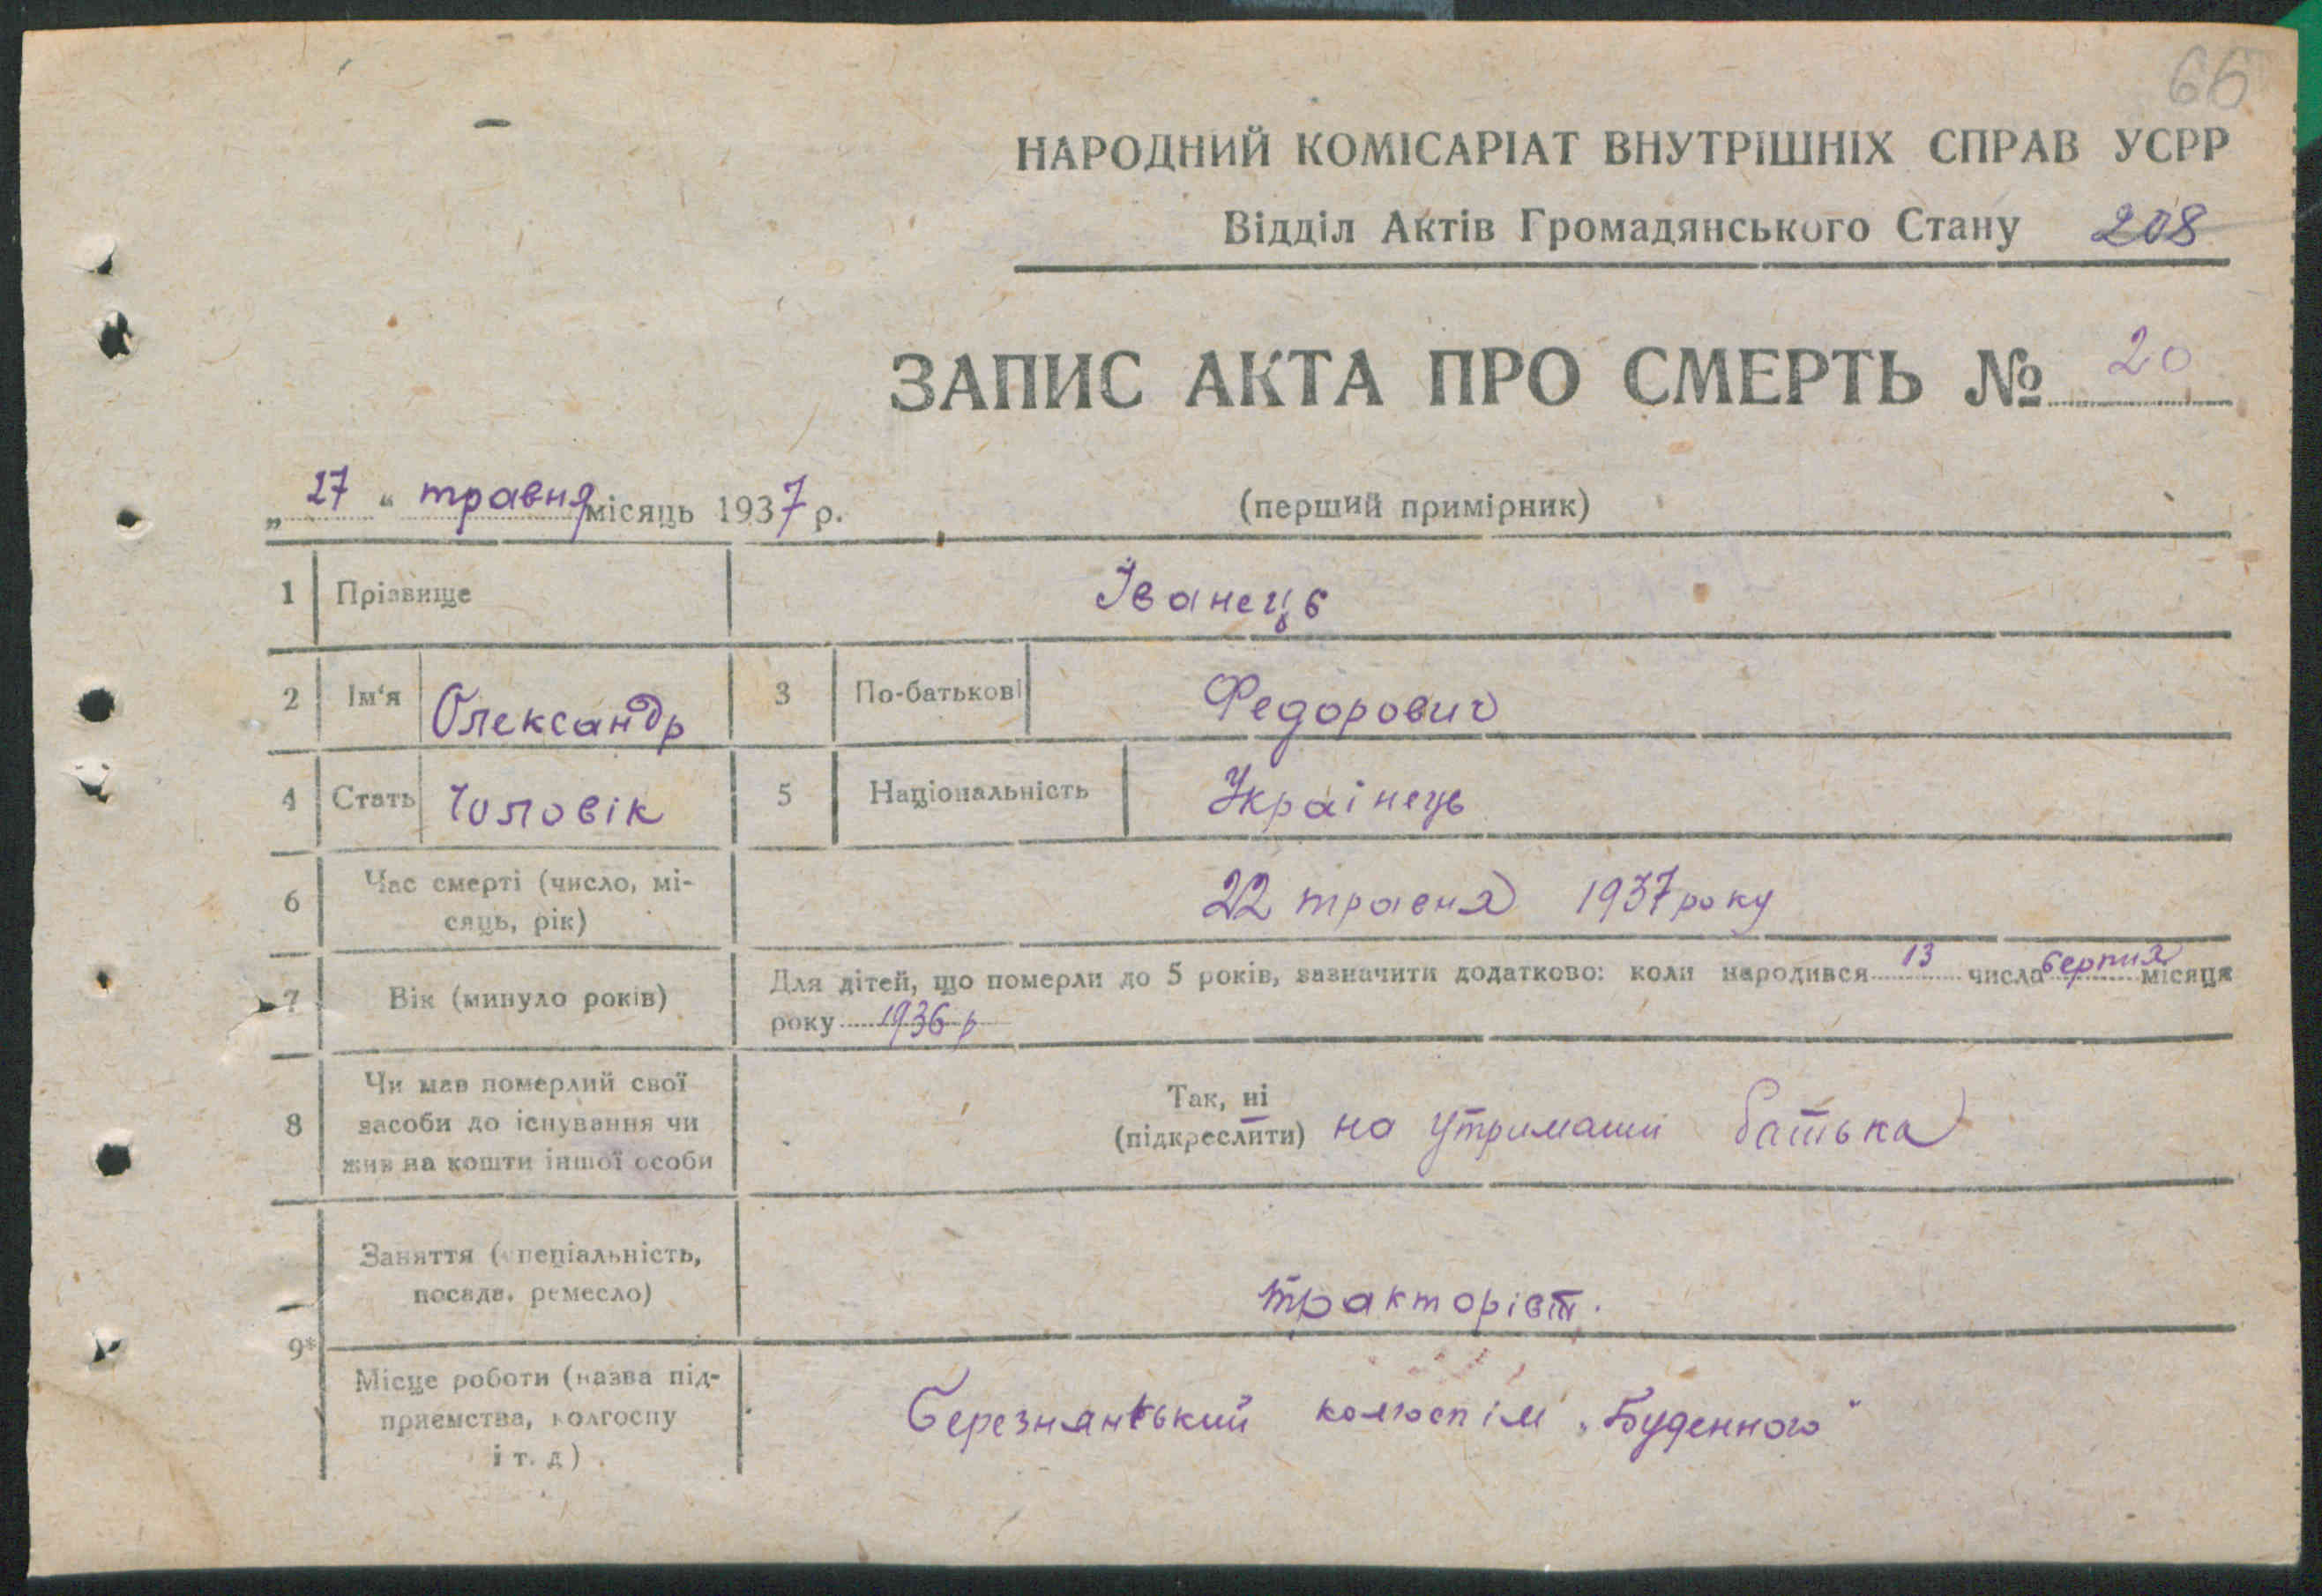 66
НАРОДНИЙ КОМІСАРІАТ ВНУТРІШНІХ СПРАВ УСРР
Відділ Актів Громадянського Стану 208
ЗАПИС АКТА ПРО СМЕРТЬ № 20
„27“ травня місяць 1937 р. (перший примірник)
1 Прізвище Іванець
2 Ім'я Олександр 3 По-батькові Федорович
4 Стать Чоловік 5 Національність Українець
6 Час смерті (число, мі-
сяць, рік) 22 травня 1937 року
7 Вік (минуло років) Для дітей, що померли до 5 років, зазначити додатково: коли народився 13 числа серпня місяця
року 1936 р
8 Чи мав померлий свої
засоби до існування чи
жив на кошти іншої особи Так, ні
(підкреслити) на утриманні батька
9* Заняття (спеціальність,
посада, ремесло) тракторіст.
Місце роботи (назва під-
приємства, колгоспу
і т. д) Березнянський колгосп ім „Буденного"